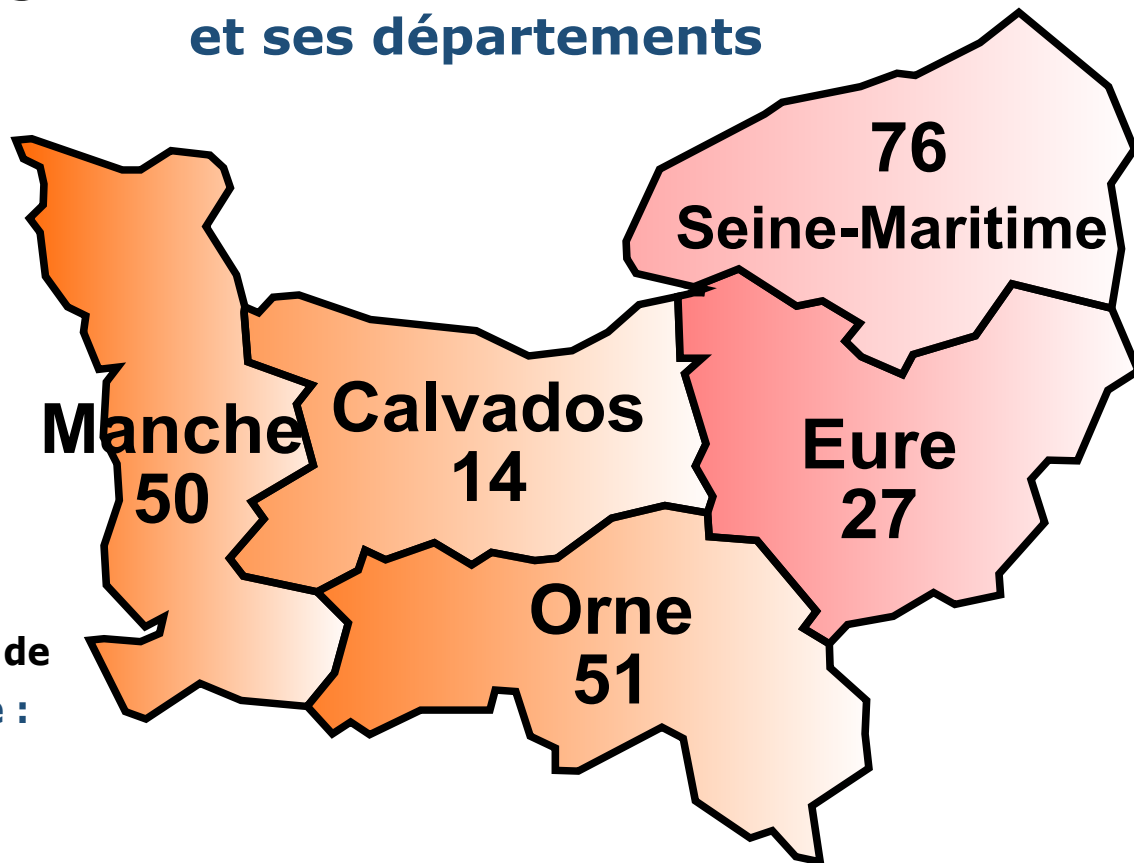 et ses départements
76
Seine-Maritime
Calvados
14
Manche
50
Eure
27
Orne
51
de
: